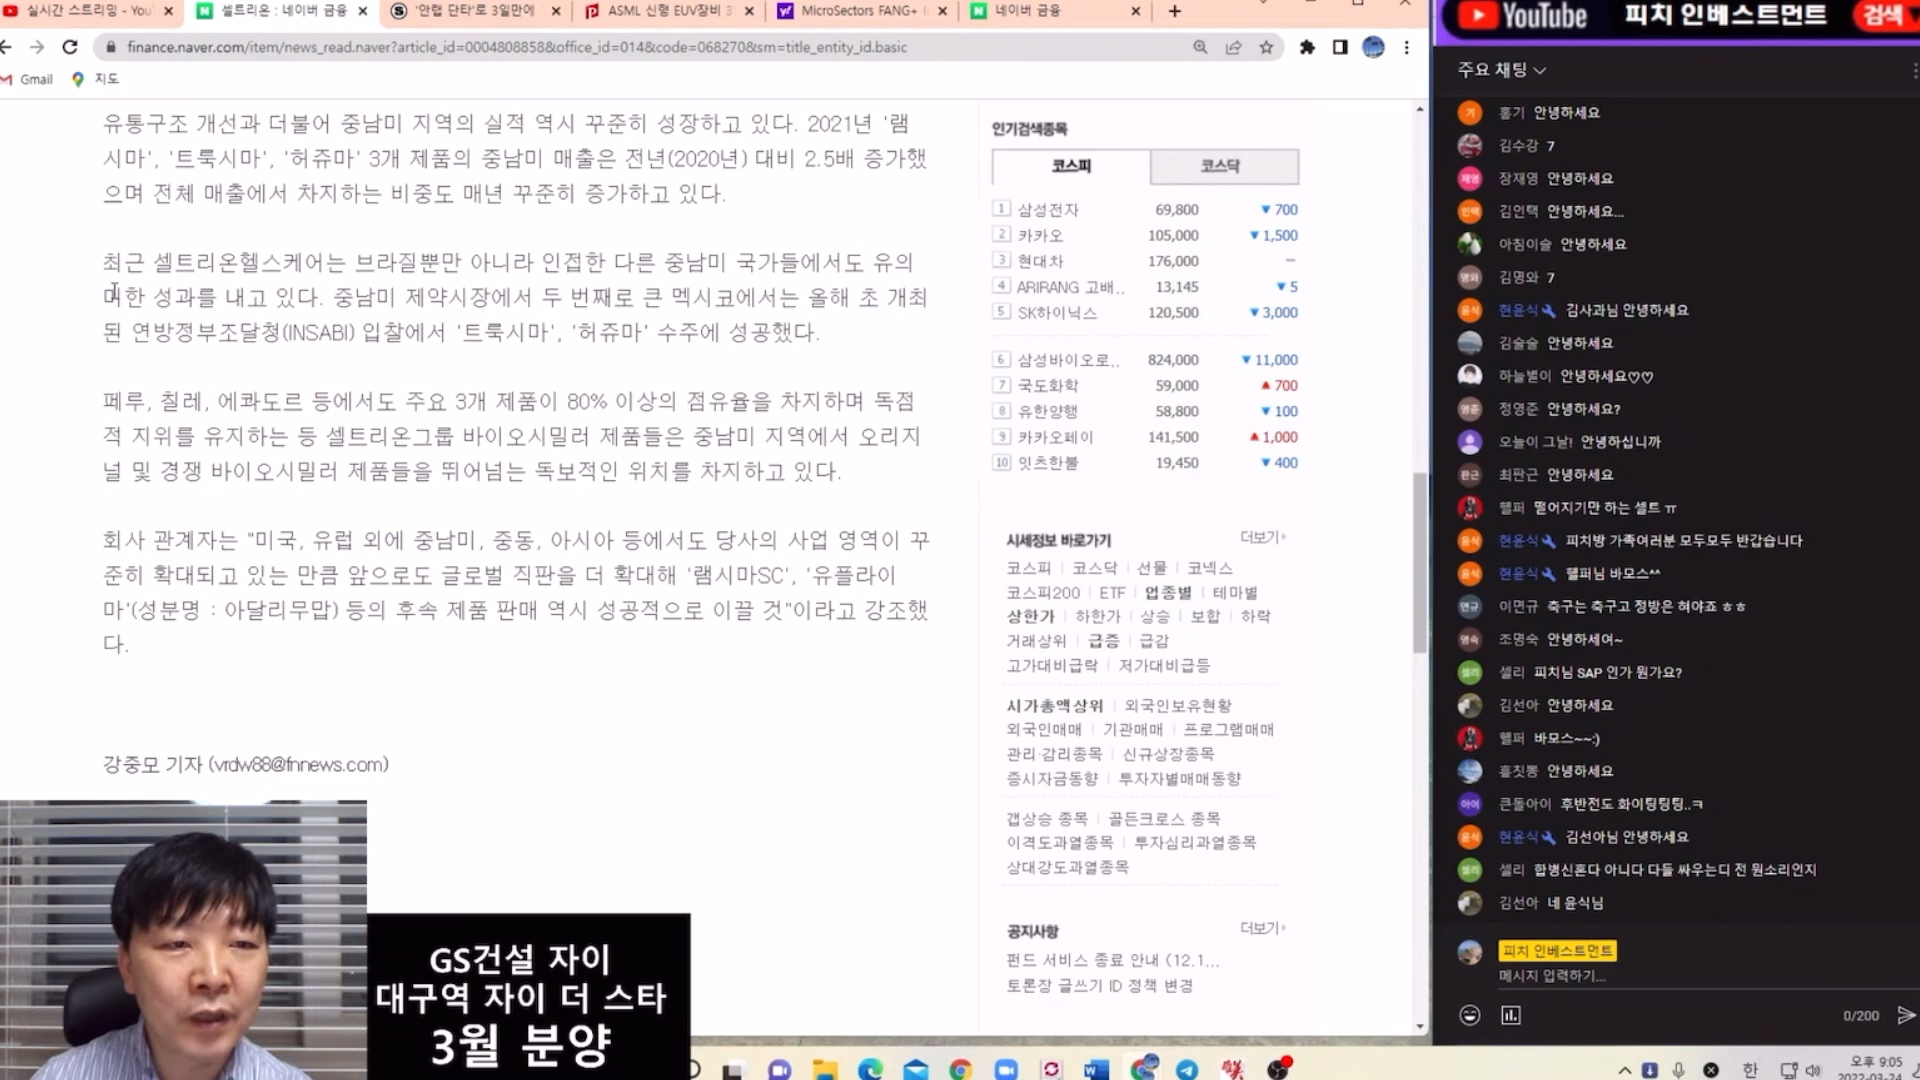 실시간 스트리밍 - You
셀트리온 : 네이버 금융
'안랩 단타'로 3일만에
ASML 신형 EUV장비 3
MicroSectors FANG+ I
네이버 금융
finance.naver.com/item/news_read.naver?article_id=0004808858&office_id=014&code=068270&sm=title_entity_id.basic
Gmail 지도
유통구조 개선과 더불어 중남미 지역의 실적 역시 꾸준히 성장하고 있다. 2021년 '램
시마', '트룩시마', '허쥬마' 3개 제품의 중남미 매출은 전년(2020년) 대비 2.5배 증가했
으며 전체 매출에서 차지하는 비중도 매년 꾸준히 증가하고 있다.
최근 셀트리온헬스케어는 브라질뿐만 아니라 인접한 다른 중남미 국가들에서도 유의
미한 성과를 내고 있다. 중남미 제약시장에서 두 번째로 큰 멕시코에서는 올해 초 개최
된 연방정부조달청(INSABI) 입찰에서 '트룩시마', '허쥬마' 수주에 성공했다.
페루, 칠레, 에콰도르 등에서도 주요 3개 제품이 80% 이상의 점유율을 차지하며 독점
적 지위를 유지하는 등 셀트리온그룹 바이오시밀러 제품들은 중남미 지역에서 오리지
널 및 경쟁 바이오시밀러 제품들을 뛰어넘는 독보적인 위치를 차지하고 있다.
회사 관계자는 "미국, 유럽 외에 중남미, 중동, 아시아 등에서도 당사의 사업 영역이 꾸
준히 확대되고 있는 만큼 앞으로도 글로벌 직판을 더 확대해 '램시마SC', '유플라이
마'(성분명 : 아달리무맙) 등의 후속 제품 판매 역시 성공적으로 이끌 것"이라고 강조했
다.
강중모 기자 (vrdw88@fnnews.com)
인기검색종목
코스피 코스닥
1 삼성전자 69,800 ▼700
2 카카오 105,000 ▼1,500
3 현대차 176,000 −
4 ARIRANG 고배.. 13,145 ▼5
5 SK하이닉스 120,500 ▼3,000
6 삼성바이오로.. 824,000 ▼11,000
7 국도화학 59,000 ▲700
8 유한양행 58,800 ▼100
9 카카오페이 141,500 ▲1,000
10 잇츠한불 19,450 ▼400
시세정보 바로가기 더보기
코스피 코스닥 선물 코넥스
코스피200 ETF 업종별 테마별
상한가 하한가 상승 보합 하락
거래상위 급증 급감
고가대비급락 저가대비급등
시가총액상위 외국인보유현황
외국인매매 기관매매 프로그램매매
관리·감리종목 신규상장종목
증시자금동향 투자자별매매동향
갭상승 종목 골든크로스 종목
이격도과열종목 투자심리과열종목
상대강도과열종목
공지사항 더보기
펀드 서비스 종료 안내 (12.1...
토론장 글쓰기 ID 정책 변경
GS건설 자이
대구역 자이 더 스타
3월 분양
YouTube 피치 인베스트먼트 검색
주요 채팅
기 홍기 안녕하세요
김수강 7
재영 장재영 안녕하세요
인택 김인택 안녕하세요...
아침이슬 안녕하세요
명와 김명와 7
윤식 현윤식 김사과님 안녕하세요
김술술 안녕하세요
하늘별이 안녕하세요♡♡
영준 정영준 안녕하세요?
오늘이 그날! 안녕하십니까
판근 최판근 안녕하세요
헬퍼 떨어지기만 하는 셀트 ㅠ
윤식 현윤식 피치방 가족여러분 모두모두 반갑습니다
윤식 현윤식 헬퍼님 바모스^^
면규 이면규 축구는 축구고 정방은 혀야죠 ㅎㅎ
명숙 조명숙 안녕하세여~
셀리 셀리 피치님 SAP 인가 뭔가요?
김선아 안녕하세요
헬퍼 바모스~~:)
흘칫뽕 안녕하세요
아이 큰돌아이 후반전도 화이팅팅팅..ㅋ
윤식 현윤식 김선아님 안녕하세요
셀리 셀리 합병신혼다 아니다 다들 싸우는디 전 뭔소리인지
김선아 네 윤식님
피치 인베스트먼트
메시지 입력하기...
0/200
한
오후 9:05
2022-03-24